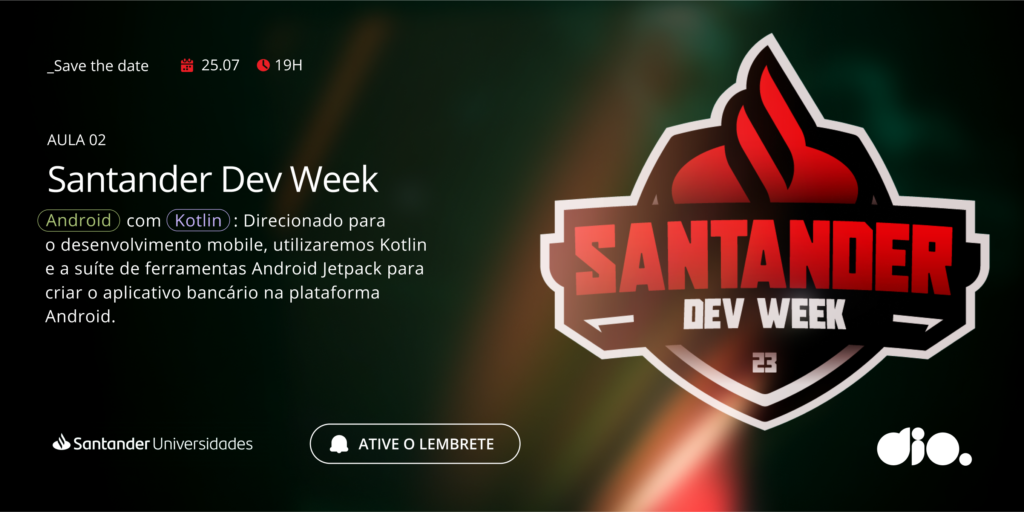 _Save the date 25.07 19H
AULA 02
Santander Dev Week
Android com Kotlin : Direcionado para
o desenvolvimento mobile, utilizaremos Kotlin
e a suíte de ferramentas Android Jetpack para
criar o aplicativo bancário na plataforma
Android.
SANTANDER
DEV WEEK
23
Santander Universidades
ATIVE O LEMBRETE
dio.